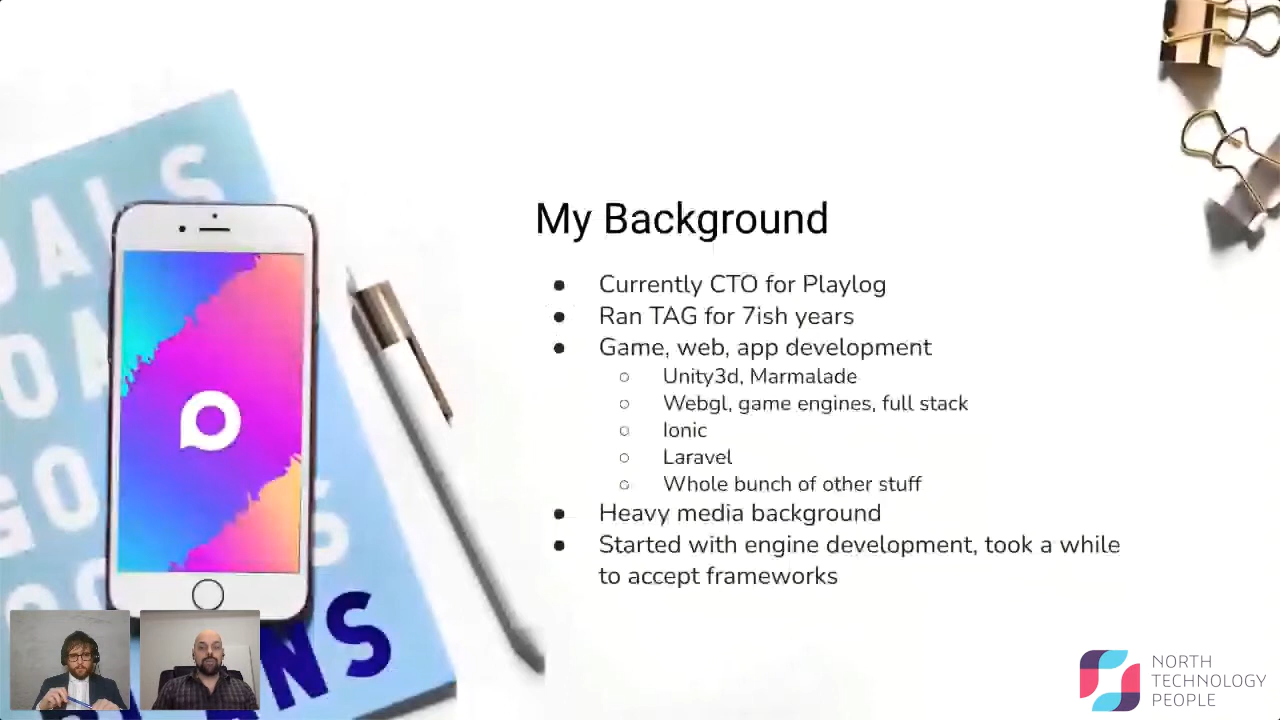 My Background
● Currently CTO for Playlog
● Ran TAG for 7ish years
● Game, web, app development
○ Unity3d, Marmalade
○ Webgl, game engines, full stack
○ Ionic
○ Laravel
○ Whole bunch of other stuff
● Heavy media background
● Started with engine development, took a while
to accept frameworks
NORTH
TECHNOLOGY
PEOPLE